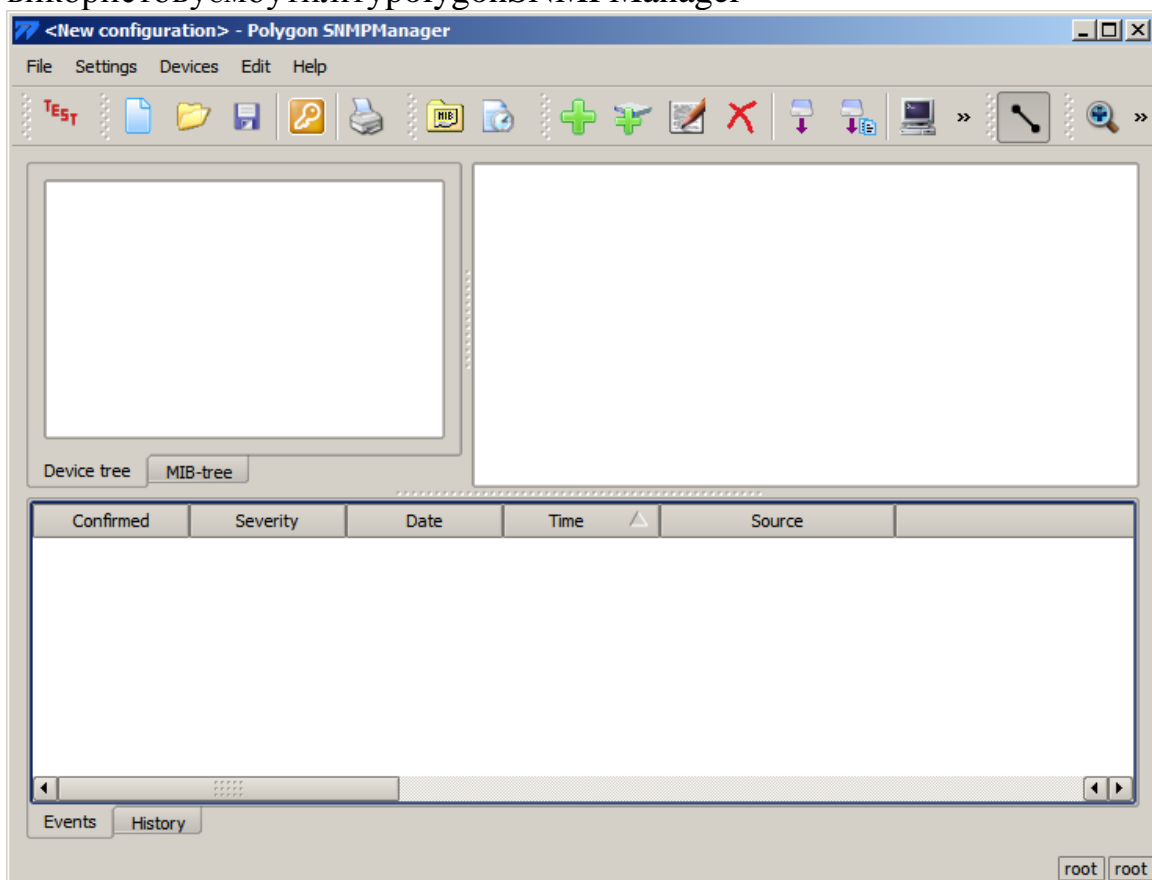 використовуємоутилітуpolygonSNMPManager
<New configuration> - Polygon SNMPManager
File Settings Devices Edit Help
TEST MIB » »
Device tree MIB-tree
Confirmed Severity Date Time Source
Events History
root root